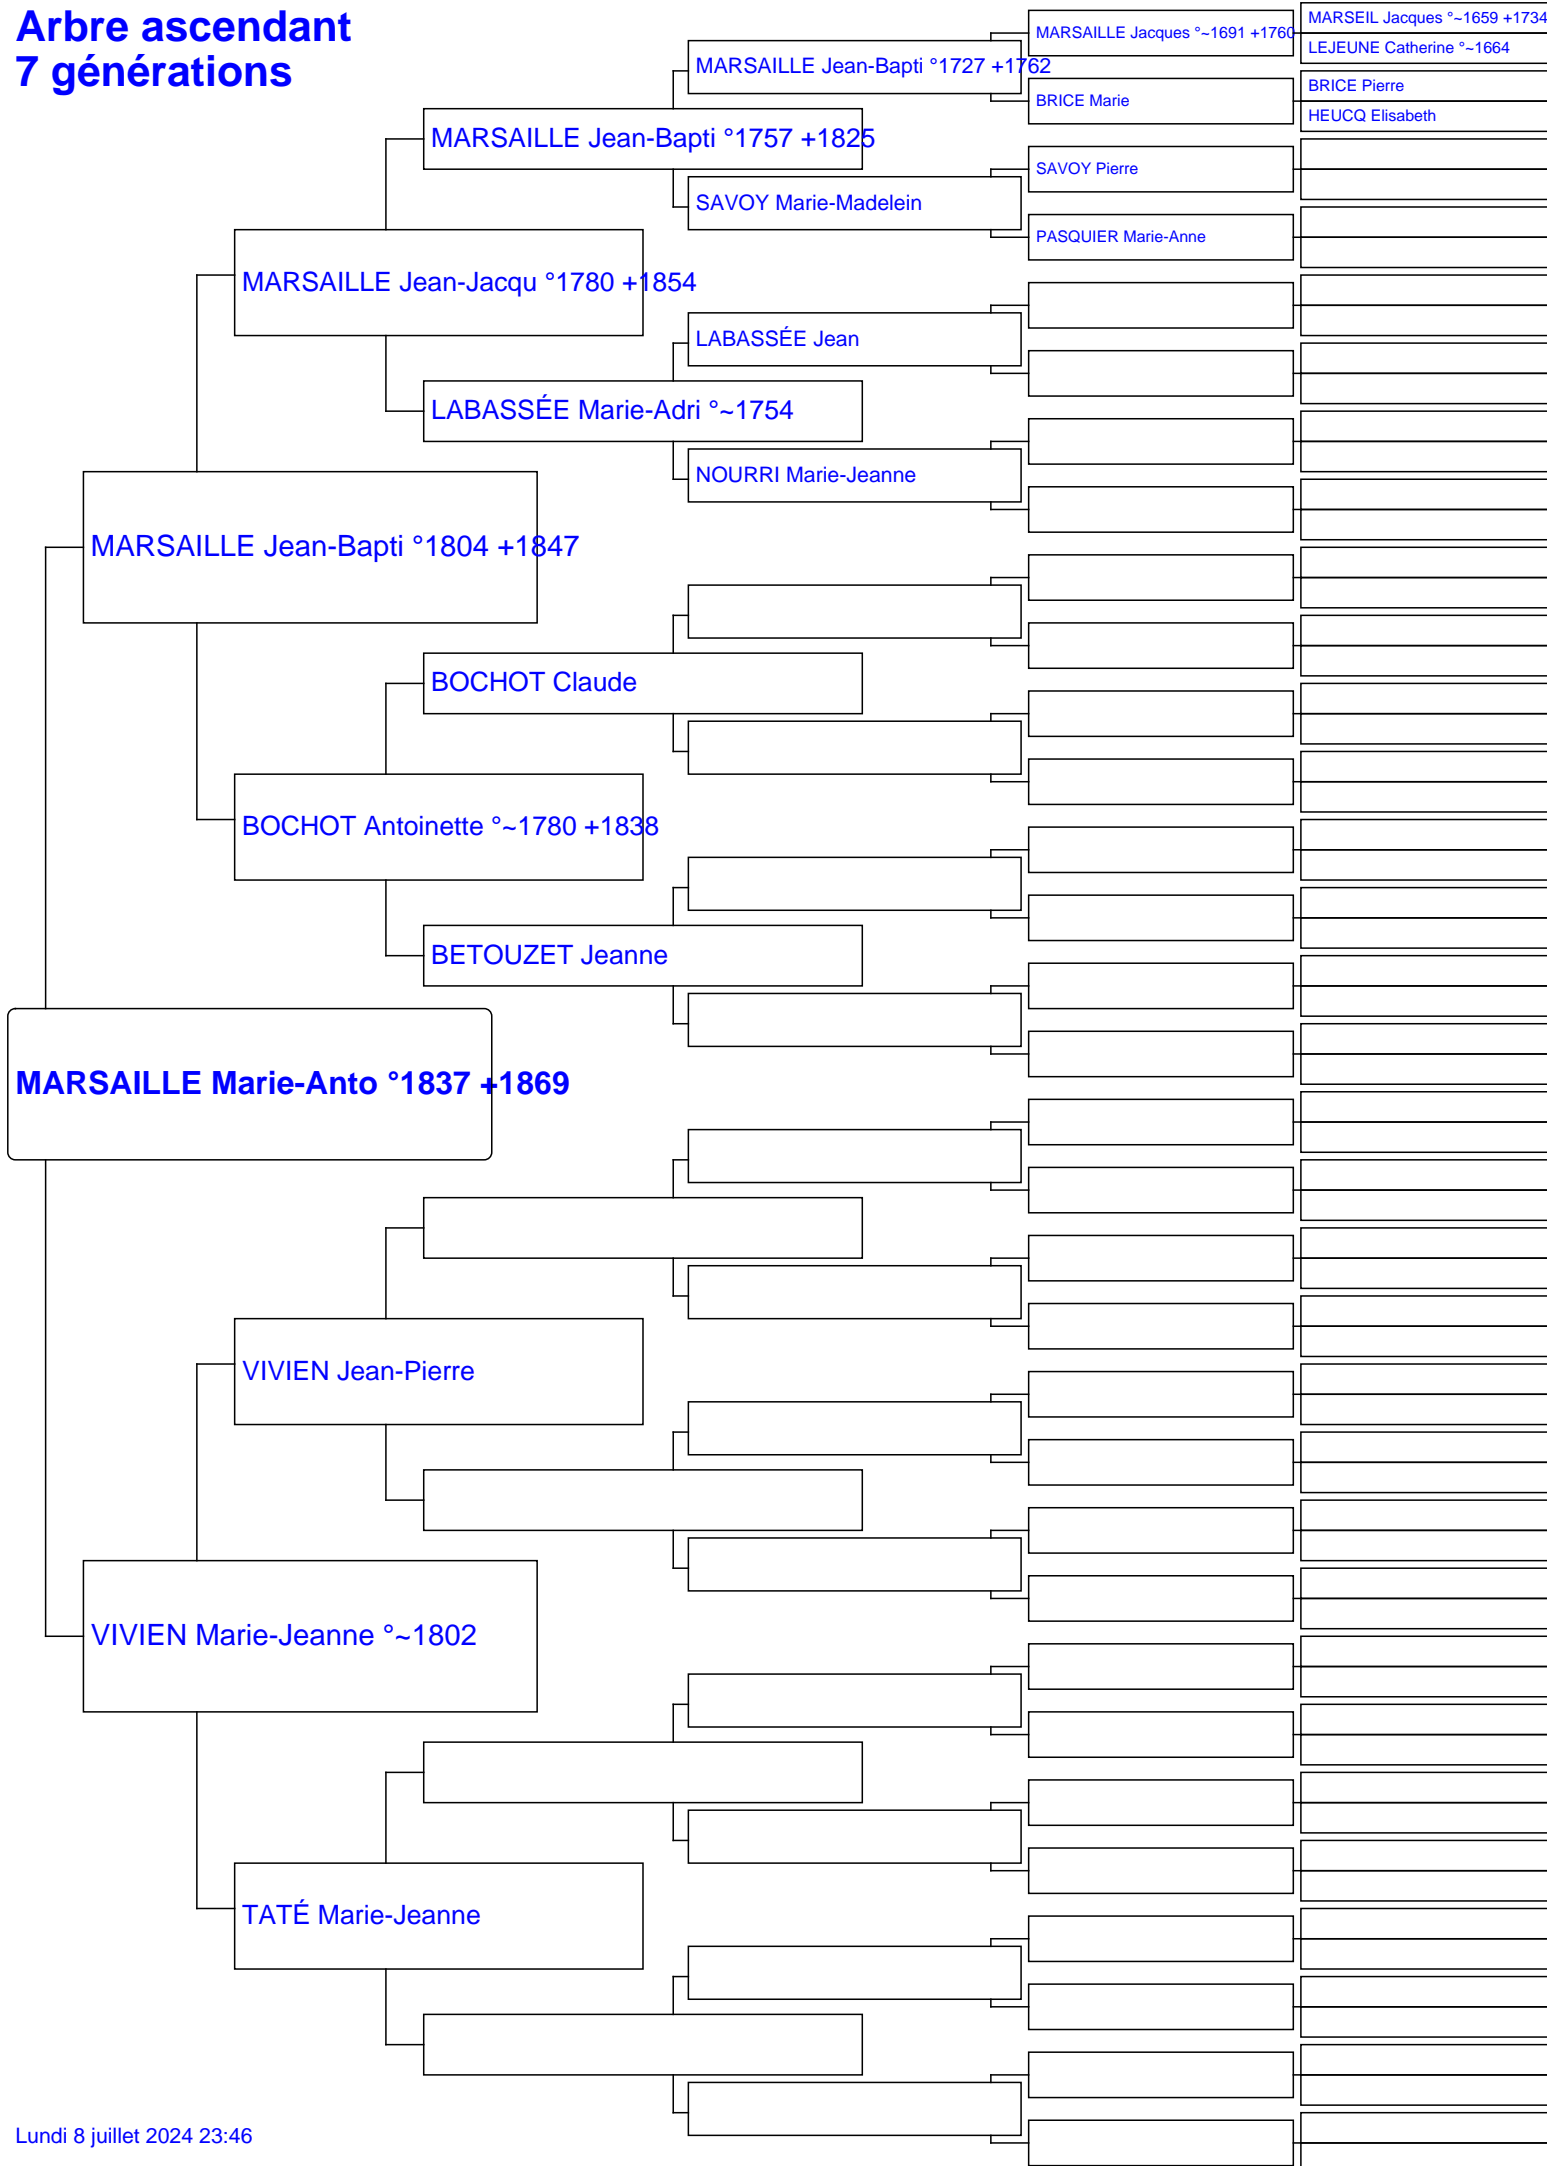 Arbre ascendant
7 générations
MARSEIL Jacques °~1659 +1734
MARSAILLE Jacques °~1691 +1760
LEJEUNE Catherine °~1664
MARSAILLE Jean-Bapti °1727 +1762
BRICE Pierre
BRICE Marie
HEUCQ Elisabeth
MARSAILLE Jean-Bapti °1757 +1825
SAVOY Pierre
SAVOY Marie-Madelein
PASQUIER Marie-Anne
MARSAILLE Jean-Jacqu °1780 +1854
LABASSÉE Jean
LABASSÉE Marie-Adri °~1754
NOURRI Marie-Jeanne
MARSAILLE Jean-Bapti °1804 +1847
BOCHOT Claude
BOCHOT Antoinette °~1780 +1838
BETOUZET Jeanne
MARSAILLE Marie-Anto °1837 +1869
VIVIEN Jean-Pierre
VIVIEN Marie-Jeanne °~1802
TATÉ Marie-Jeanne
Lundi 8 juillet 2024 23:46